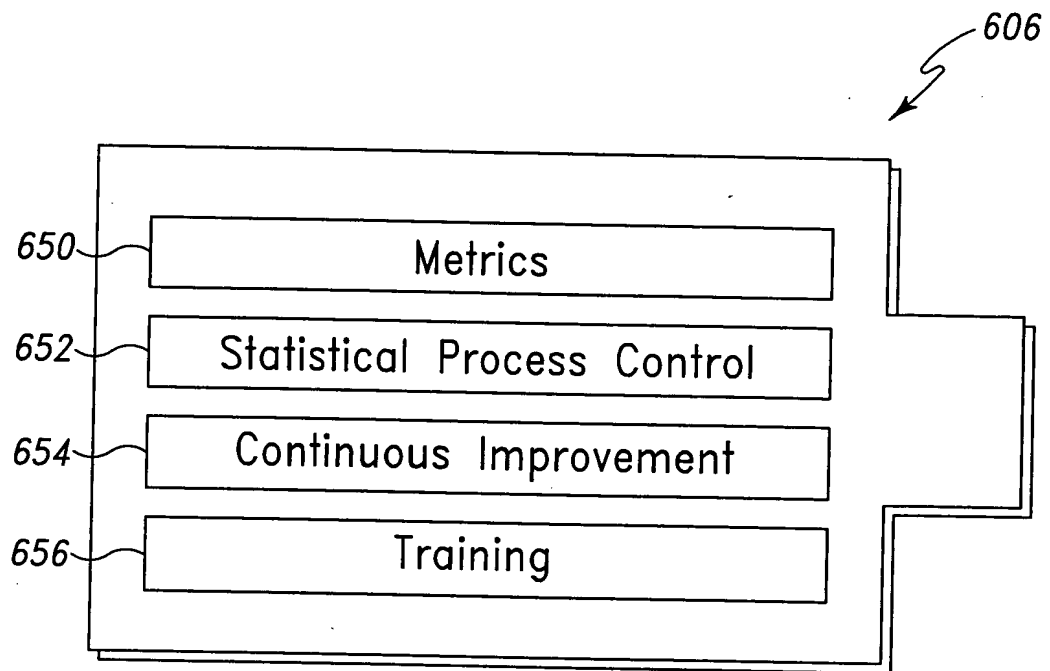 606
650 Metrics
652 Statistical Process Control
654 Continuous Improvement
656 Training